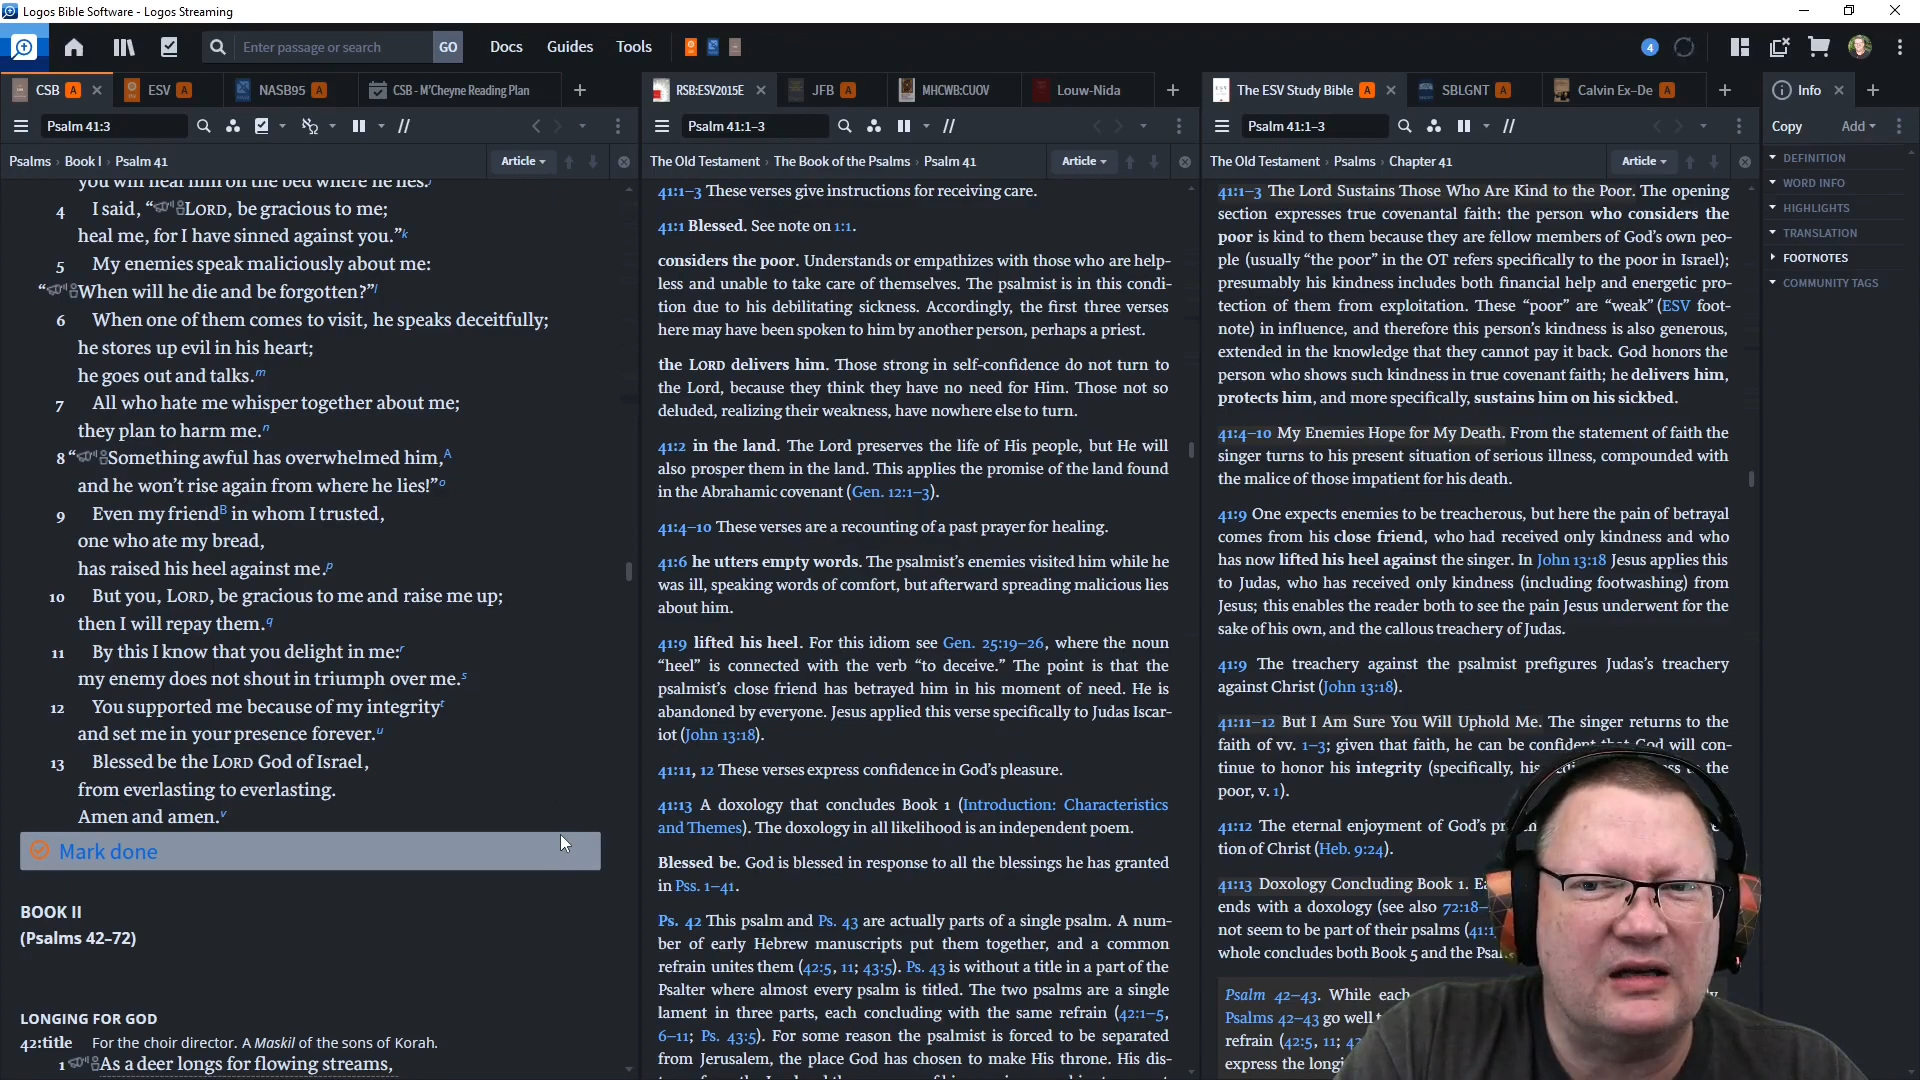 Logos Bible Software - Logos Streaming
Enter passage or search
GO
Docs
Guides
Tools
4
CSB A
ESV A
NASB95 A
CSB - M'Cheyne Reading Plan
RSB:ESV2015E
JFB A
MHCWB:CUOV
Louw-Nida
The ESV Study Bible A
SBLGNT A
Calvin Ex–De A
Info
Psalm 41:3
Psalm 41:1–3
Psalm 41:1–3
Copy
Add
Psalms › Book I › Psalm 41
Article
you will heal him on the bed where he lies.
4 I said, “LORD, be gracious to me;
heal me, for I have sinned against you.”k
5 My enemies speak maliciously about me:
“When will he die and be forgotten?”l
6 When one of them comes to visit, he speaks deceitfully;
he stores up evil in his heart;
he goes out and talks.m
7 All who hate me whisper together about me;
they plan to harm me.n
8 “Something awful has overwhelmed him,A
and he won’t rise again from where he lies!”o
9 Even my friendB in whom I trusted,
one who ate my bread,
has raised his heel against me.p
10 But you, LORD, be gracious to me and raise me up;
then I will repay them.q
11 By this I know that you delight in me:r
my enemy does not shout in triumph over me.s
12 You supported me because of my integrityt
and set me in your presence forever.u
13 Blessed be the LORD God of Israel,
from everlasting to everlasting.
Amen and amen.v
Mark done
BOOK II
(Psalms 42–72)
LONGING FOR GOD
42:title For the choir director. A Maskil of the sons of Korah.
1 As a deer longs for flowing streams,
The Old Testament › The Book of the Psalms › Psalm 41
Article
41:1–3 These verses give instructions for receiving care.
41:1 Blessed. See note on 1:1.
considers the poor. Understands or empathizes with those who are help-
less and unable to take care of themselves. The psalmist is in this condi-
tion due to his debilitating sickness. Accordingly, the first three verses
here may have been spoken to him by another person, perhaps a priest.
the LORD delivers him. Those strong in self-confidence do not turn to
the Lord, because they think they have no need for Him. Those not so
deluded, realizing their weakness, have nowhere else to turn.
41:2 in the land. The Lord preserves the life of His people, but He will
also prosper them in the land. This applies the promise of the land found
in the Abrahamic covenant (Gen. 12:1–3).
41:4–10 These verses are a recounting of a past prayer for healing.
41:6 he utters empty words. The psalmist’s enemies visited him while he
was ill, speaking words of comfort, but afterward spreading malicious lies
about him.
41:9 lifted his heel. For this idiom see Gen. 25:19–26, where the noun
“heel” is connected with the verb “to deceive.” The point is that the
psalmist’s close friend has betrayed him in his moment of need. He is
abandoned by everyone. Jesus applied this verse specifically to Judas Iscar-
iot (John 13:18).
41:11, 12 These verses express confidence in God’s pleasure.
41:13 A doxology that concludes Book 1 (Introduction: Characteristics
and Themes). The doxology in all likelihood is an independent poem.
Blessed be. God is blessed in response to all the blessings he has granted
in Pss. 1–41.
Ps. 42 This psalm and Ps. 43 are actually parts of a single psalm. A num-
ber of early Hebrew manuscripts put them together, and a common
refrain unites them (42:5, 11; 43:5). Ps. 43 is without a title in a part of the
Psalter where almost every psalm is titled. The two psalms are a single
lament in three parts, each concluding with the same refrain (42:1–5,
6–11; Ps. 43:5). For some reason the psalmist is forced to be separated
from Jerusalem, the place God has chosen to make His throne. His dis-
The Old Testament › Psalms › Chapter 41
Article
41:1–3 The Lord Sustains Those Who Are Kind to the Poor. The opening
section expresses true covenantal faith: the person who considers the
poor is kind to them because they are fellow members of God’s own peo-
ple (usually “the poor” in the OT refers specifically to the poor in Israel);
presumably his kindness includes both financial help and energetic pro-
tection of them from exploitation. These “poor” are “weak” (ESV foot-
note) in influence, and therefore this person’s kindness is also generous,
extended in the knowledge that they cannot pay it back. God honors the
person who shows such kindness in true covenant faith; he delivers him,
protects him, and more specifically, sustains him on his sickbed.
41:4–10 My Enemies Hope for My Death. From the statement of faith the
singer turns to his present situation of serious illness, compounded with
the malice of those impatient for his death.
41:9 One expects enemies to be treacherous, but here the pain of betrayal
comes from his close friend, who had received only kindness and who
has now lifted his heel against the singer. In John 13:18 Jesus applies this
to Judas, who has received only kindness (including footwashing) from
Jesus; this enables the reader both to see the pain Jesus underwent for the
sake of his own, and the callous treachery of Judas.
41:9 The treachery against the psalmist prefigures Judas’s treachery
against Christ (John 13:18).
41:11–12 But I Am Sure You Will Uphold Me. The singer returns to the
faith of vv. 1–3; given that faith, he can be confident that God will con-
tinue to honor his integrity (specifically, his the
poor, v. 1).
41:12 The eternal enjoyment of God’s
tion of Christ (Heb. 9:24).
41:13 Doxology Concluding Book 1.
ends with a doxology (see also 72:18–
not seem to be part of their psalms (41:1
whole concludes both Book 5 and the
Psalm 42–43. While each
Psalms 42–43 go well
refrain (42:5, 11;
express the
DEFINITION
WORD INFO
HIGHLIGHTS
TRANSLATION
FOOTNOTES
COMMUNITY TAGS